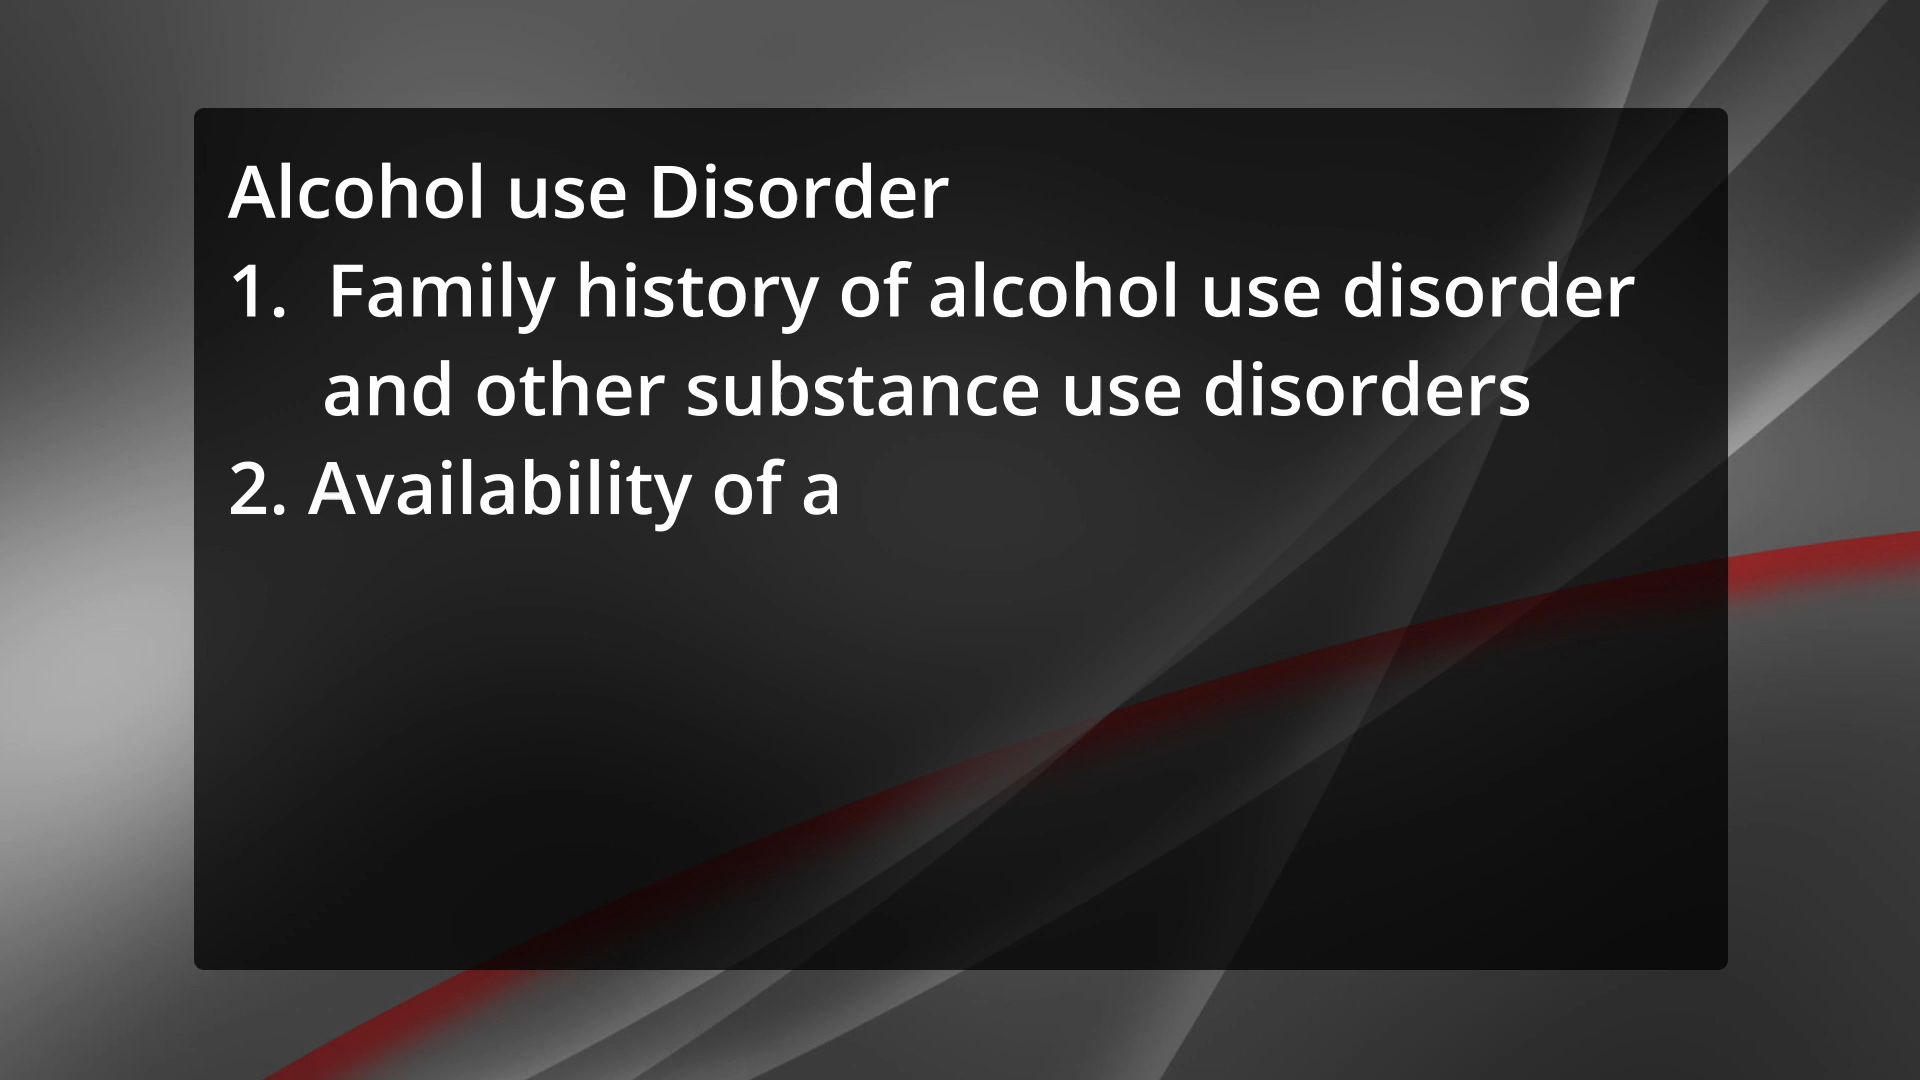 Alcohol use Disorder
1. Family history of alcohol use disorder
and other substance use disorders
2. Availability of a